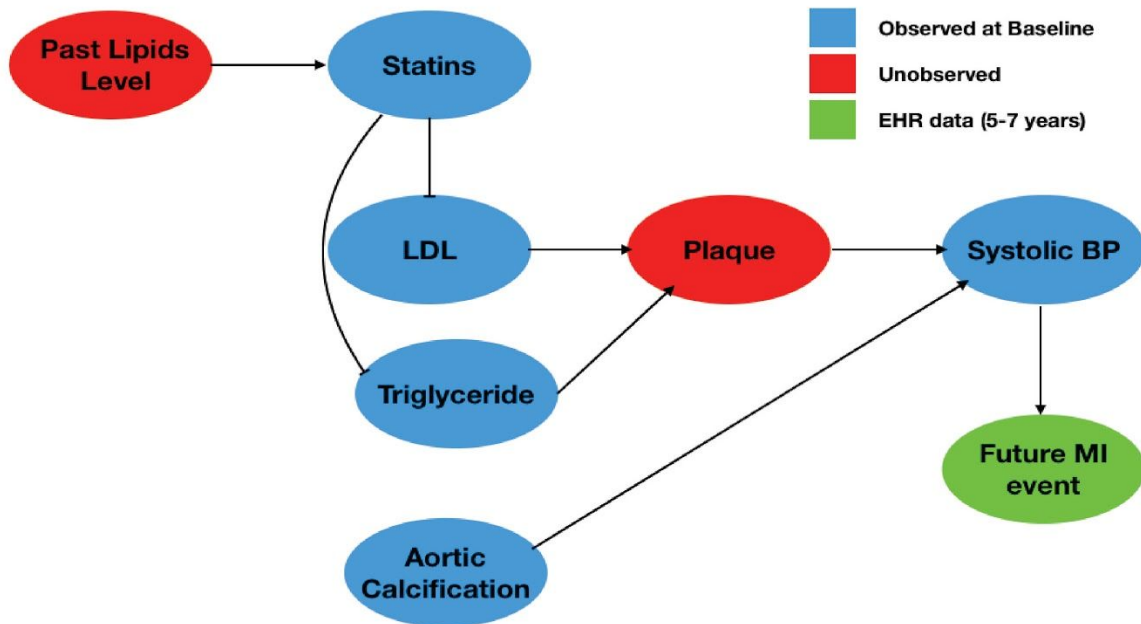 Past Lipids
Level
Statins
Observed at Baseline
Unobserved
EHR data (5-7 years)
LDL
Plaque
Systolic BP
Triglyceride
Future MI
event
Aortic
Calcification